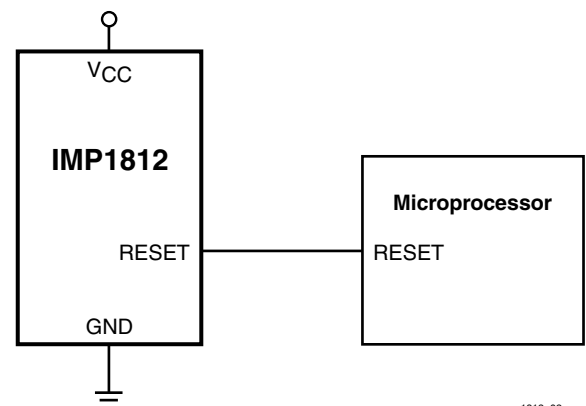 VCC
IMP1812
Microprocessor
RESET
RESET
GND